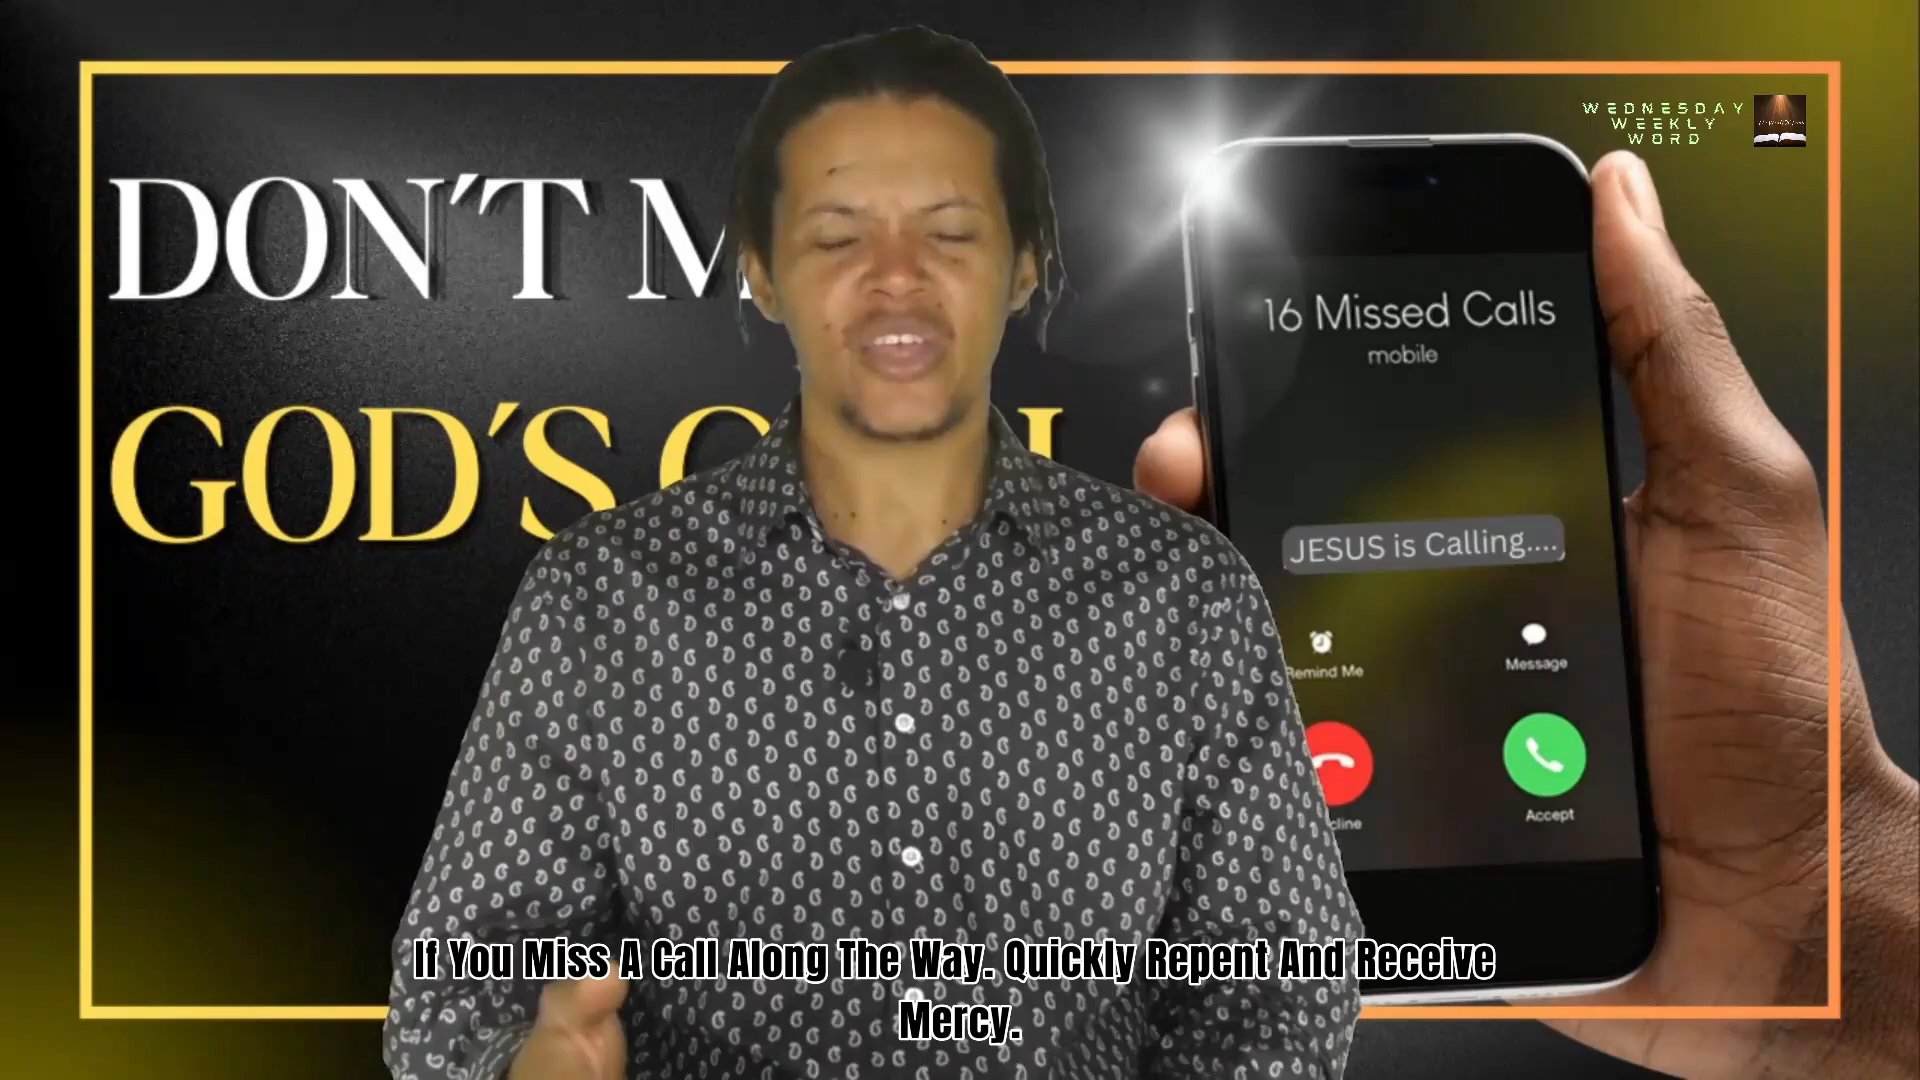 WEDNESDAY
WEEKLY
WORD
DON'T
GOD'S
16 Missed Calls
mobile
JESUS is Calling....
Remind Me
Message
Accept
If You Miss A Call Along The Way. Quickly Repent And Receive
Mercy.